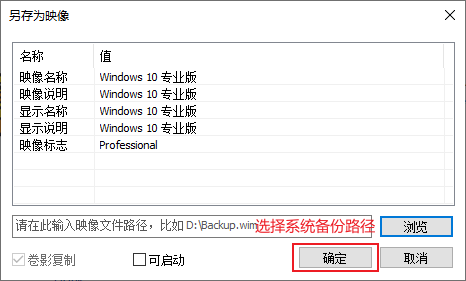 另存为映像
名称 值
映像名称 Windows 10 专业版
映像说明 Windows 10 专业版
显示名称 Windows 10 专业版
显示说明 Windows 10 专业版
映像标志 Professional
请在此输入映像文件路径，比如 D:\Backup.wim 选择系统备份路径 浏览
卷影复制 可启动 确定 取消